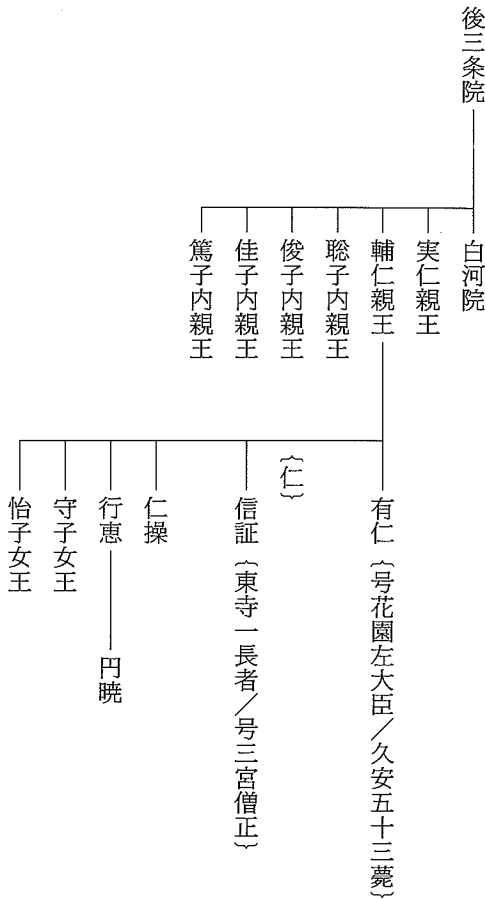 後三条院
白河院
実仁親王
輔仁親王
聡子内親王
俊子内親王
佳子内親王
篤子内親王
有仁〔号花園左大臣/久安五十三薨〕
〔仁〕
信証〔東寺一長者/号三宮僧正〕
仁操
行恵
円暁
守子女王
怡子女王